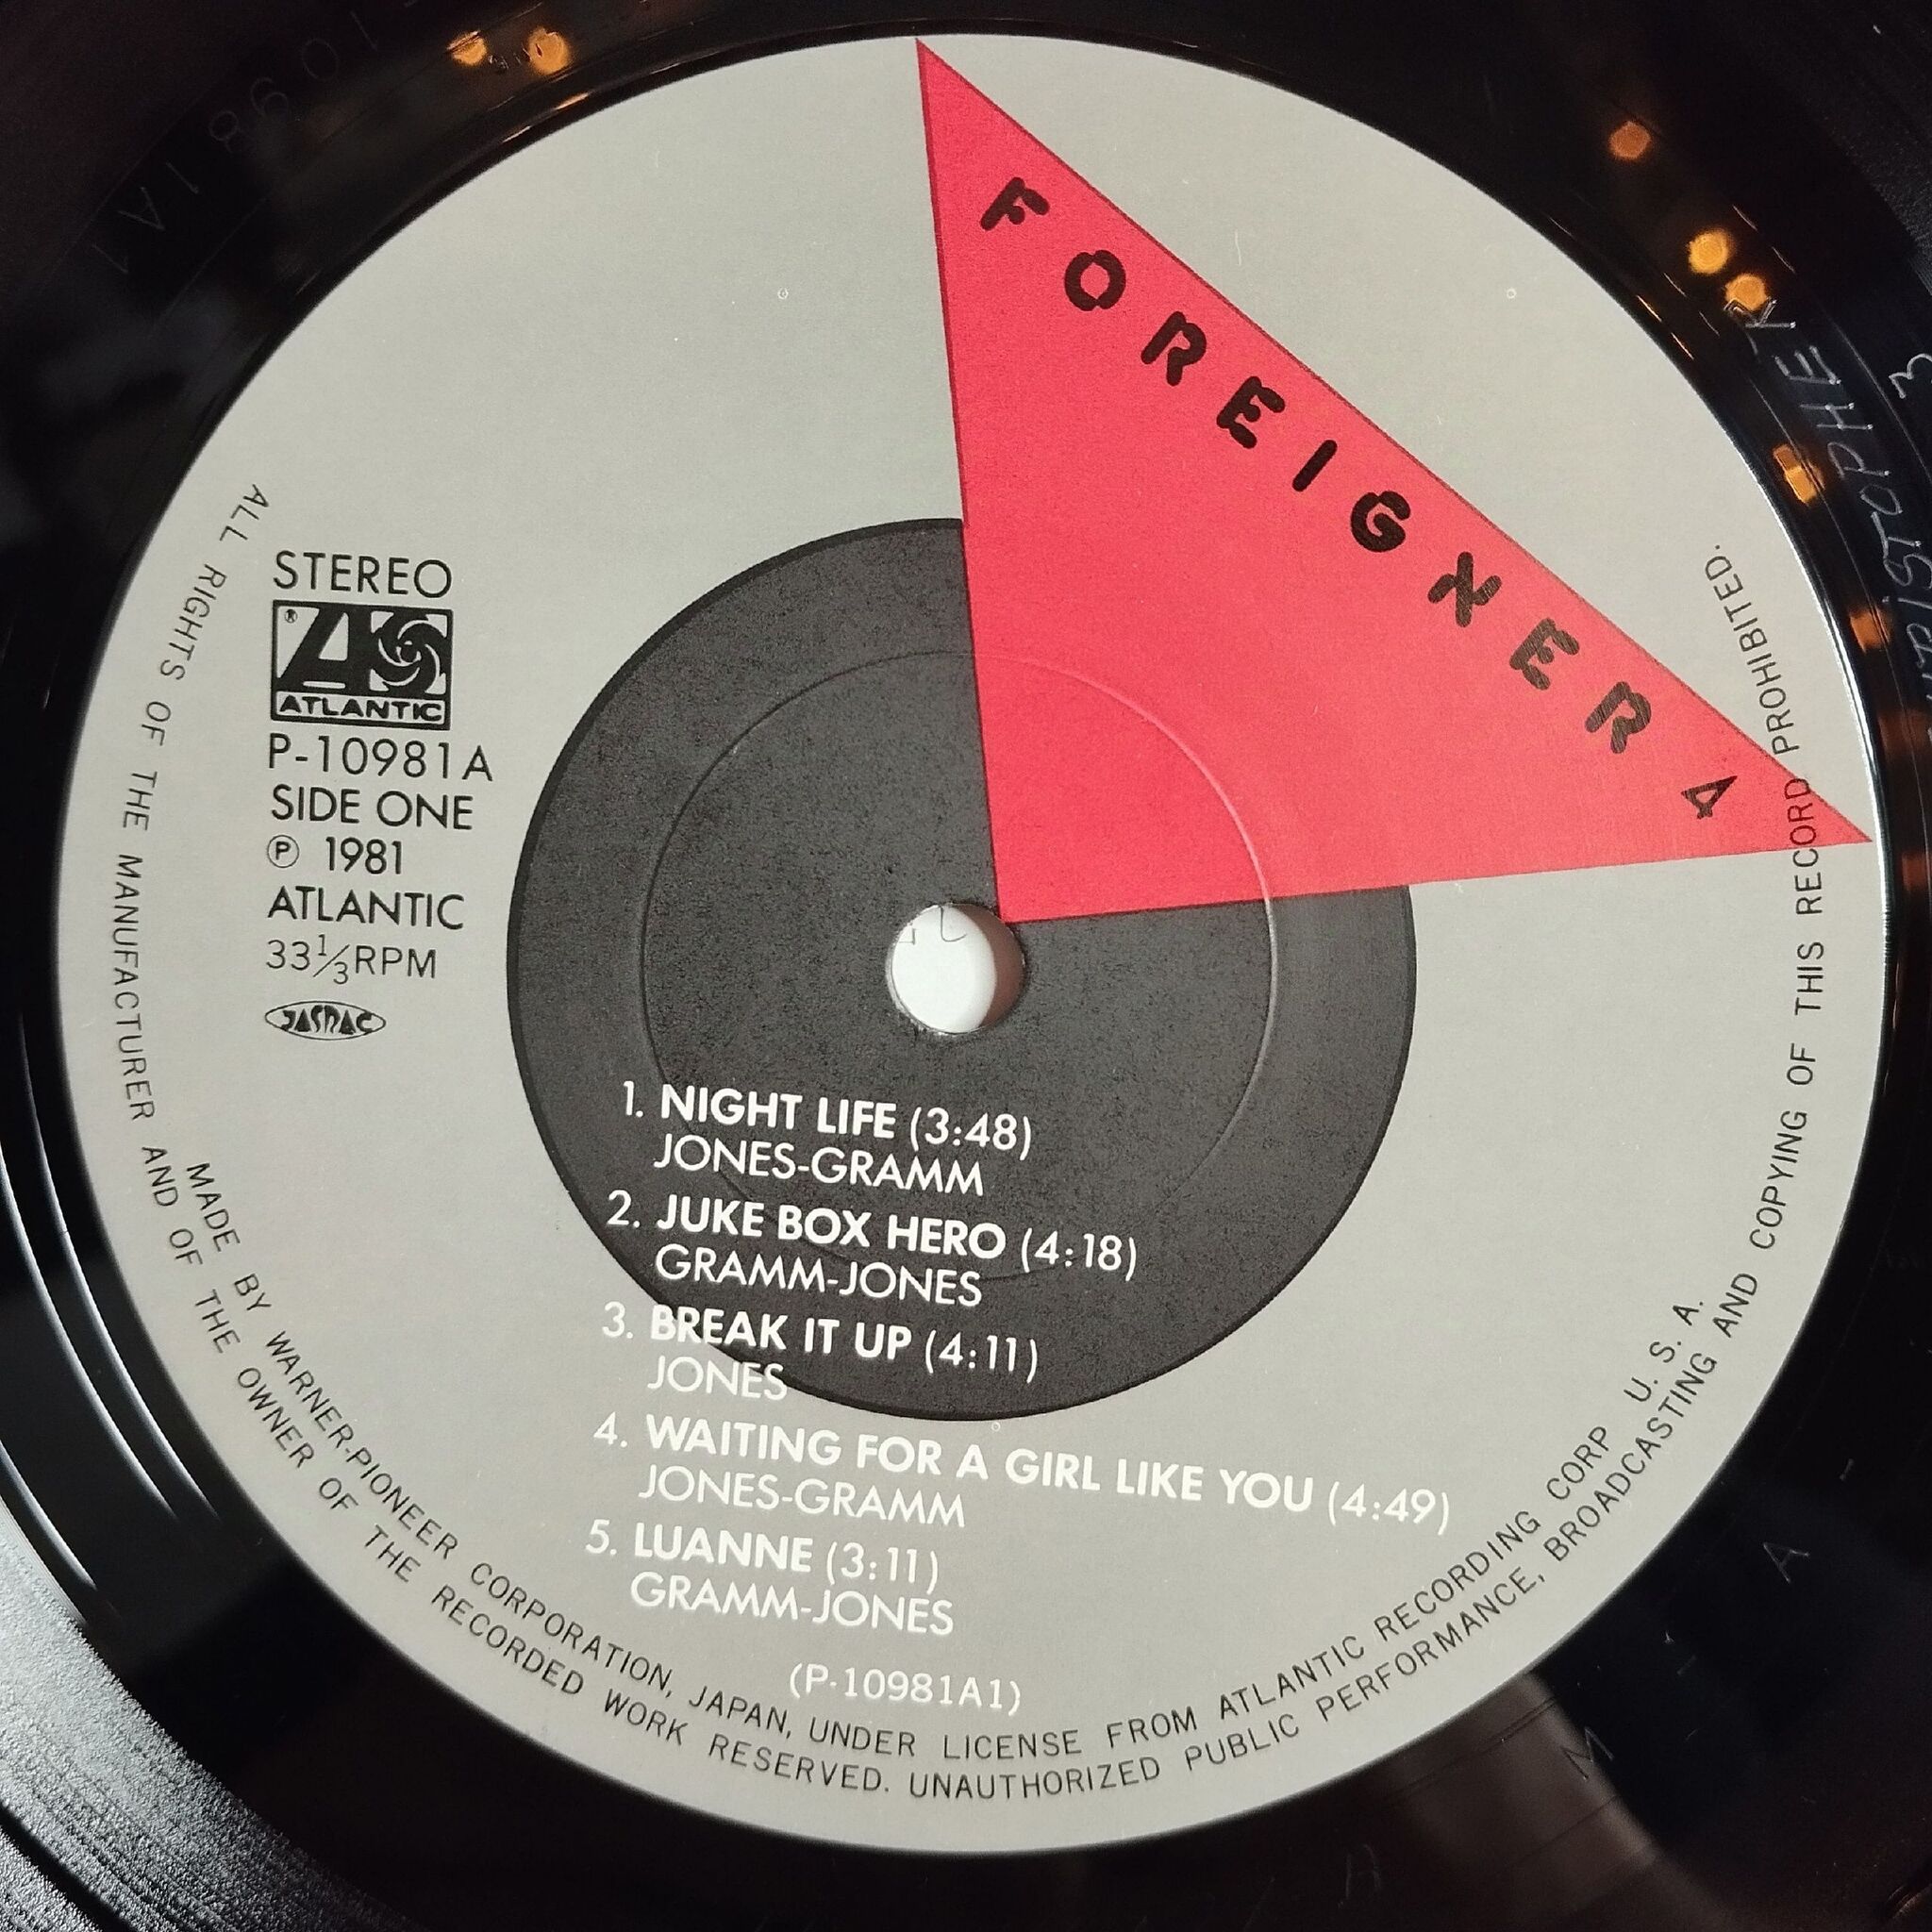 FOREIGNER 4
STEREO
®
ATLANTIC
P-10981A
SIDE ONE
Ⓟ 1981
ATLANTIC
33⅓RPM
JASRAC
1. NIGHT LIFE (3:48)
JONES-GRAMM
2. JUKE BOX HERO (4:18)
GRAMM-JONES
3. BREAK IT UP (4:11)
JONES
4. WAITING FOR A GIRL LIKE YOU (4:49)
JONES-GRAMM
5. LUANNE (3:11)
GRAMM-JONES
(P-10981A1)
MADE BY WARNER-PIONEER CORPORATION, JAPAN, UNDER LICENSE FROM ATLANTIC RECORDING CORP U. S. A.
ALL RIGHTS OF THE MANUFACTURER AND OF THE OWNER OF THE RECORDED WORK RESERVED. UNAUTHORIZED PUBLIC PERFORMANCE, BROADCASTING AND COPYING OF THIS RECORD PROHIBITED.